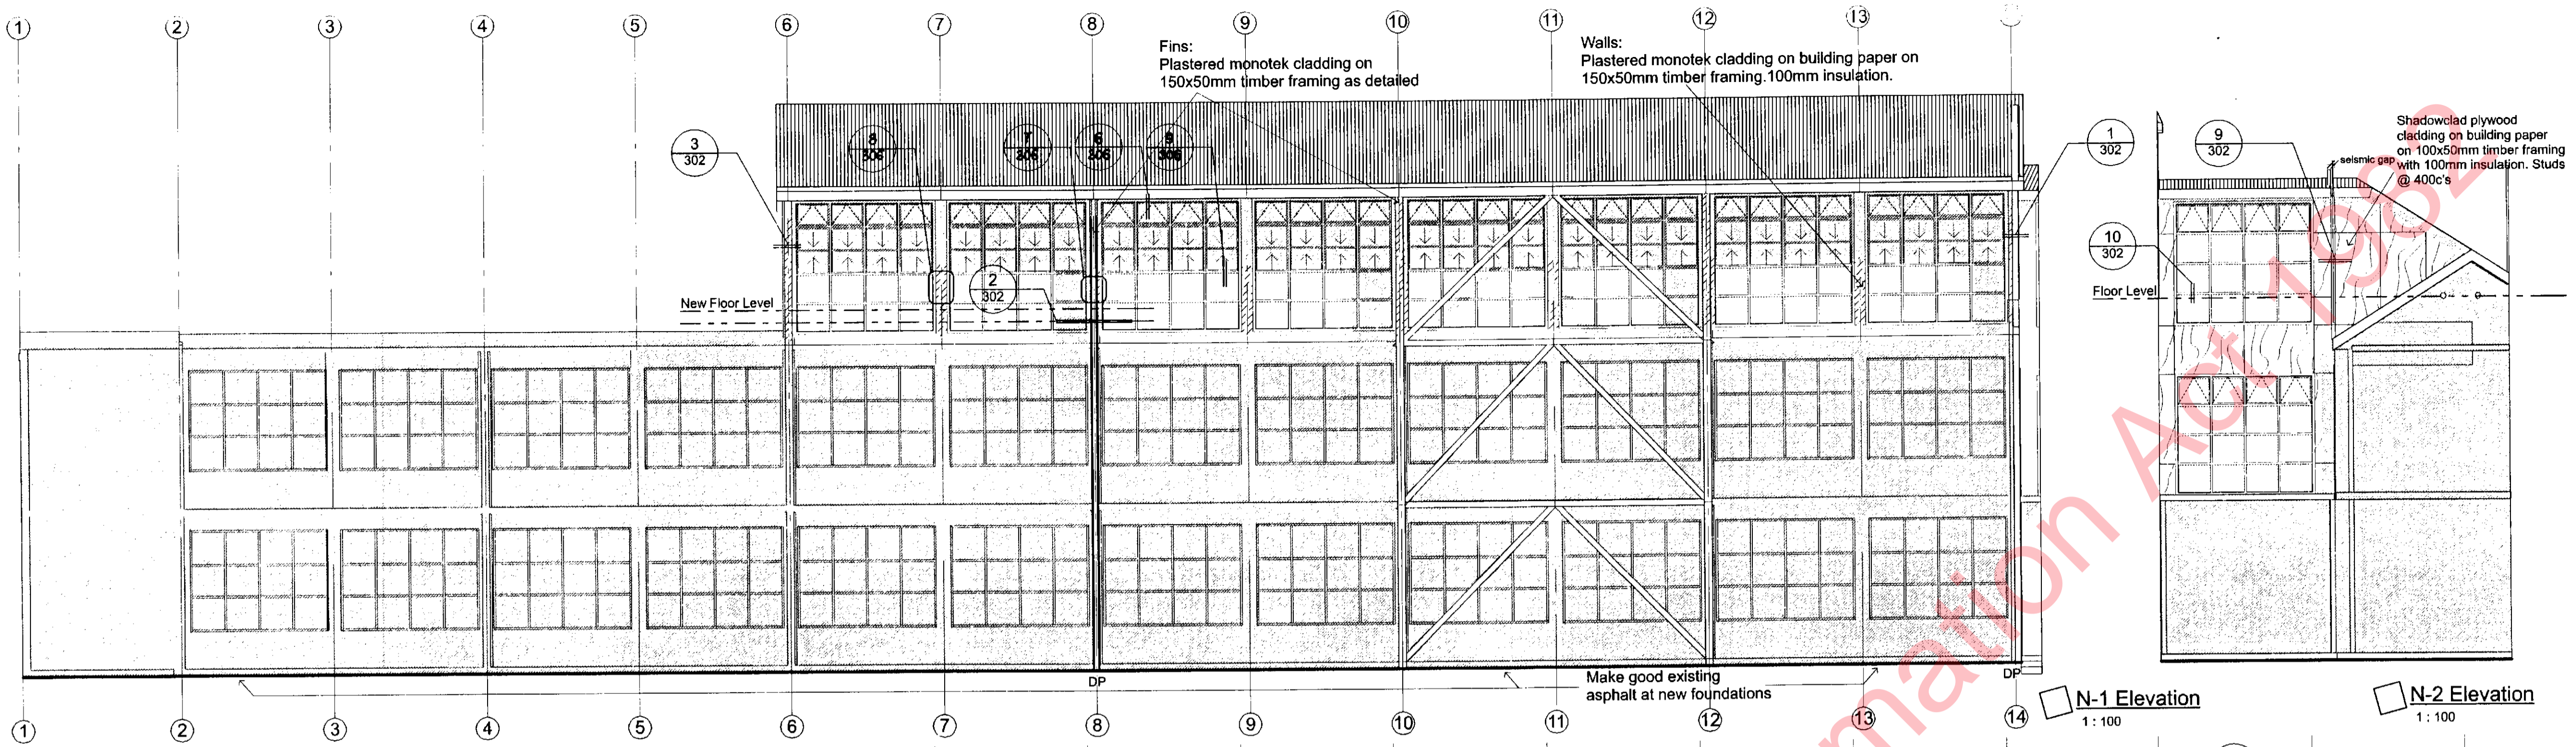 1
2
3
4
5
6
7
8
9
10
11
12
13
Fins:
Plastered monotek cladding on
150x50mm timber framing as detailed
Walls:
Plastered monotek cladding on building paper on
150x50mm timber framing.100mm insulation.
3
302
8
306
7
306
6
306
9
306
1
302
9
302
seismic gap
Shadowclad plywood
cladding on building paper
on 100x50mm timber framing
with 100mm insulation. Studs
@ 400c's
10
302
2
302
New Floor Level
Floor Level
DP
Make good existing
asphalt at new foundations
DP
N-1 Elevation
1 : 100
N-2 Elevation
1 : 100
1
2
3
4
5
6
7
8
9
10
11
12
13
14
mation Act 1982